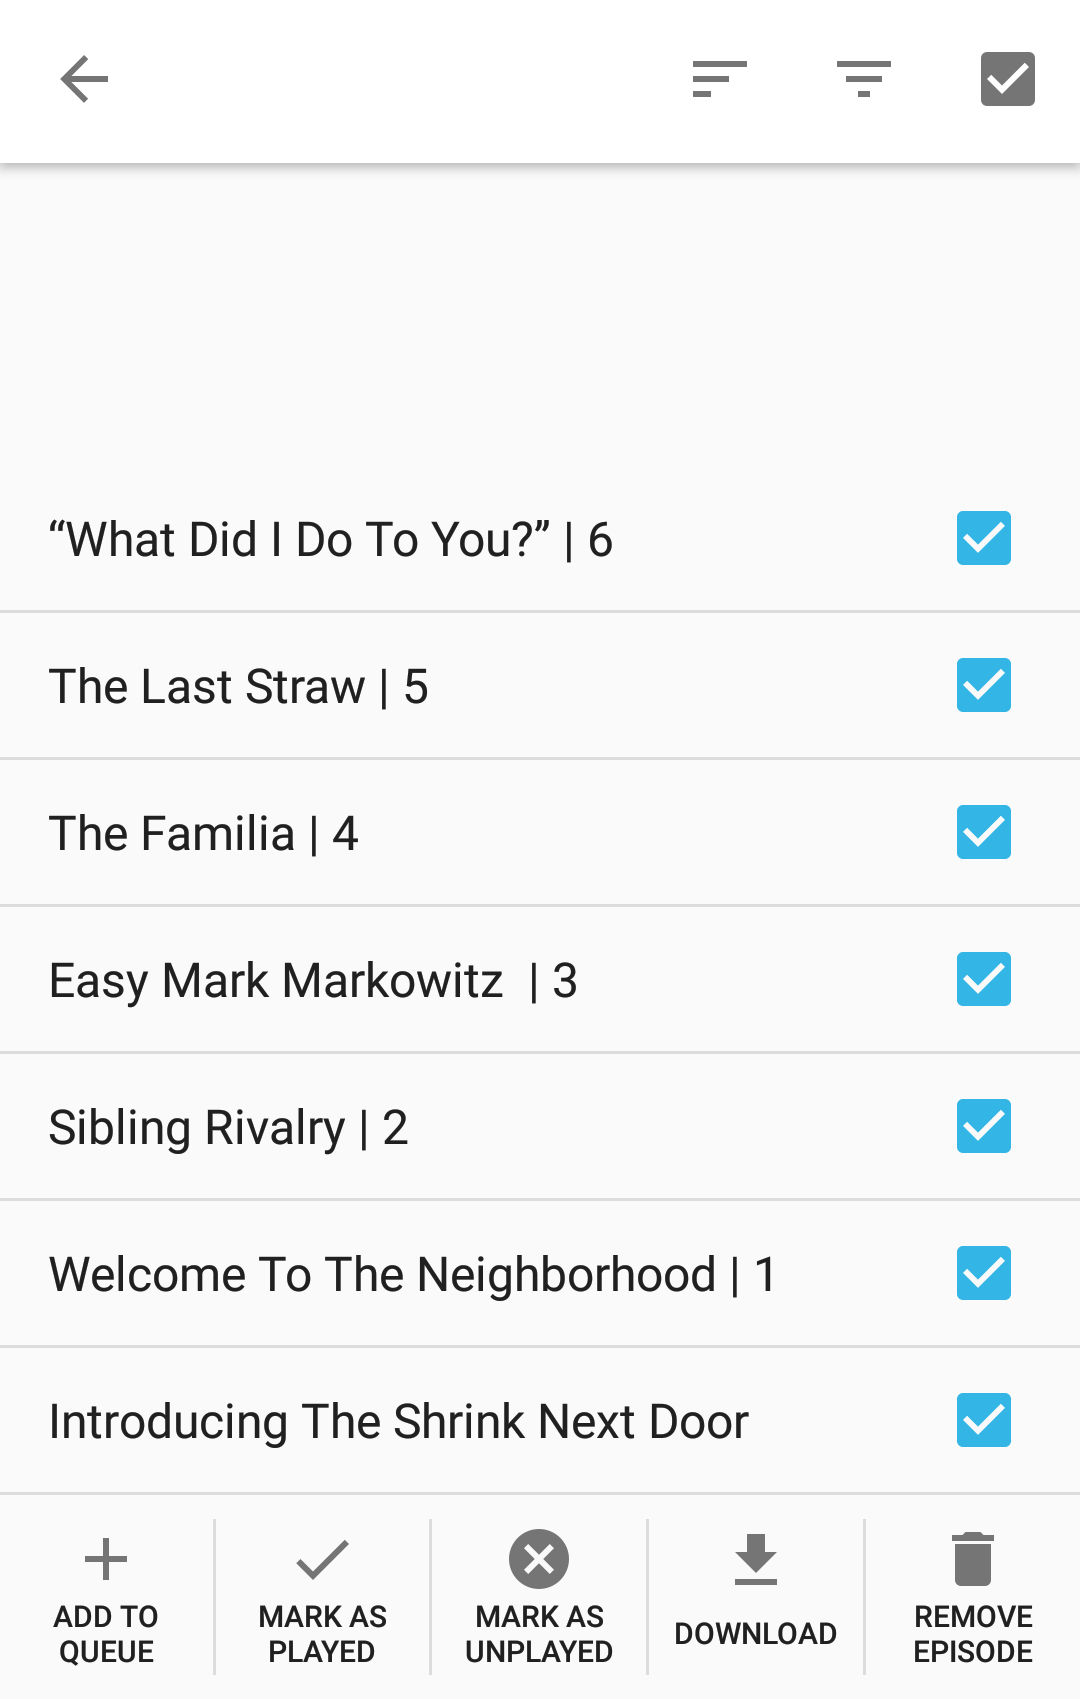 “What Did I Do To You?” | 6
The Last Straw | 5
The Familia | 4
Easy Mark Markowitz  | 3
Sibling Rivalry | 2
Welcome To The Neighborhood | 1
Introducing The Shrink Next Door
ADD TO
QUEUE
MARK AS
PLAYED
MARK AS
UNPLAYED
DOWNLOAD
REMOVE
EPISODE